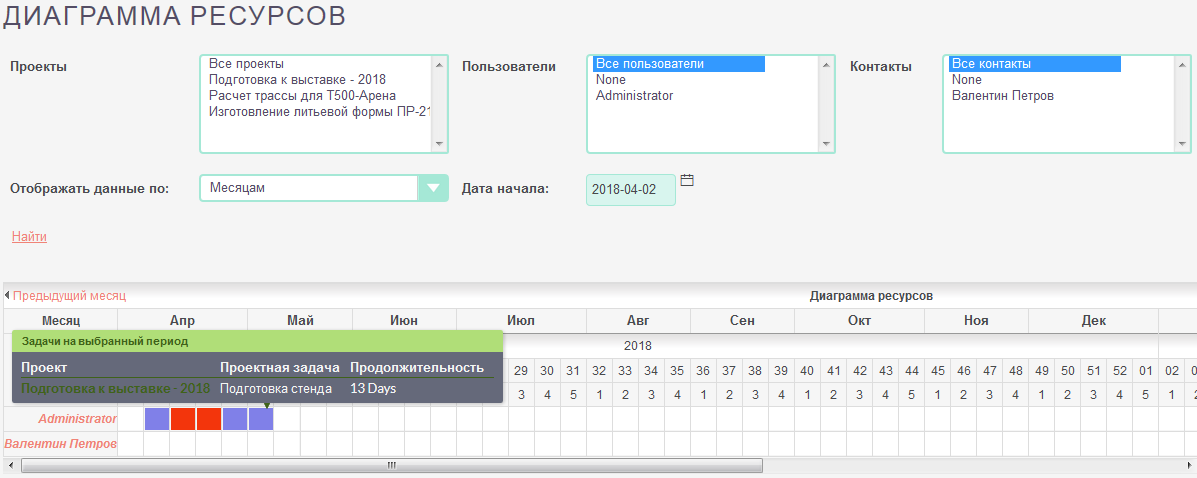 ДИАГРАММА РЕСУРСОВ
Проекты
Все проекты
Подготовка к выставке - 2018
Расчет трассы для Т500-Арена
Изготовление литьевой формы ПР-21
Пользователи
Все пользователи
None
Administrator
Контакты
Все контакты
None
Валентин Петров
Отображать данные по: Месяцам Дата начала: 2018-04-02
Найти
Предыдущий месяц Диаграмма ресурсов
Месяц Апр Май Июн Июл Авг Сен Окт Ноя Дек
2018
Задачи на выбранный период
Проект Проектная задача Продолжительность
Подготовка к выставке - 2018 Подготовка стенда 13 Days
29 30 31 32 33 34 35 36 37 38 39 40 41 42 43 44 45 46 47 48 49 50 51 52 01 02
3 4 5 1 2 3 4 1 2 3 4 1 2 3 4 5 1 2 3 4 1 2 3 4 5 1
Administrator
Валентин Петров